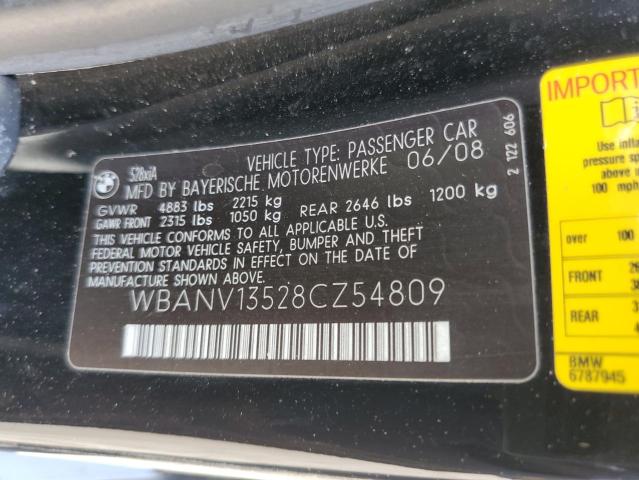 BMW
528xiA
VEHICLE TYPE: PASSENGER CAR
MFD BY BAYERISCHE MOTORENWERKE 06/08
GVWR 4883 lbs 2215 kg
GAWR FRONT 2315 lbs 1050 kg REAR 2646 lbs 1200 kg
THIS VEHICLE CONFORMS TO ALL APPLICABLE U.S.
FEDERAL MOTOR VEHICLE SAFETY, BUMPER AND THEFT
PREVENTION STANDARDS IN EFFECT ON THE DATE OF
MANUFACTURE SHOWN ABOVE.
WBANV13528CZ54809
2 122 606
IMPORT
Use infla
pressure sp
possible.
100 mph
over 100
FRONT
REAR
BMW
6787945